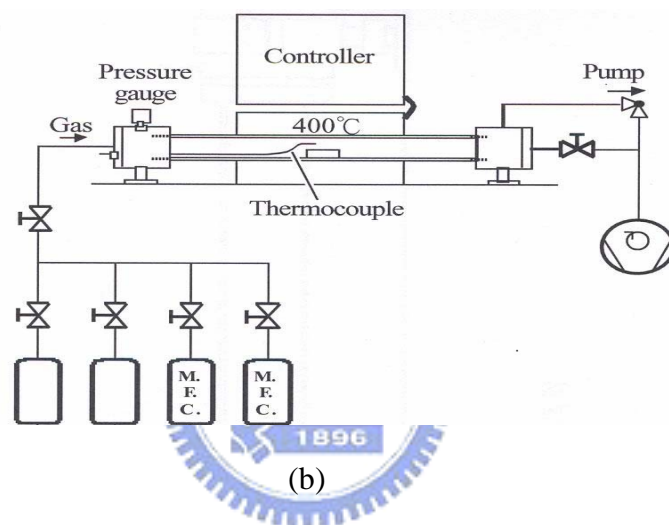 Controller
Pressure
gauge
Pump
Gas
400℃
Thermocouple
M.
F.
C.
M.
F.
C.
1896
(b)